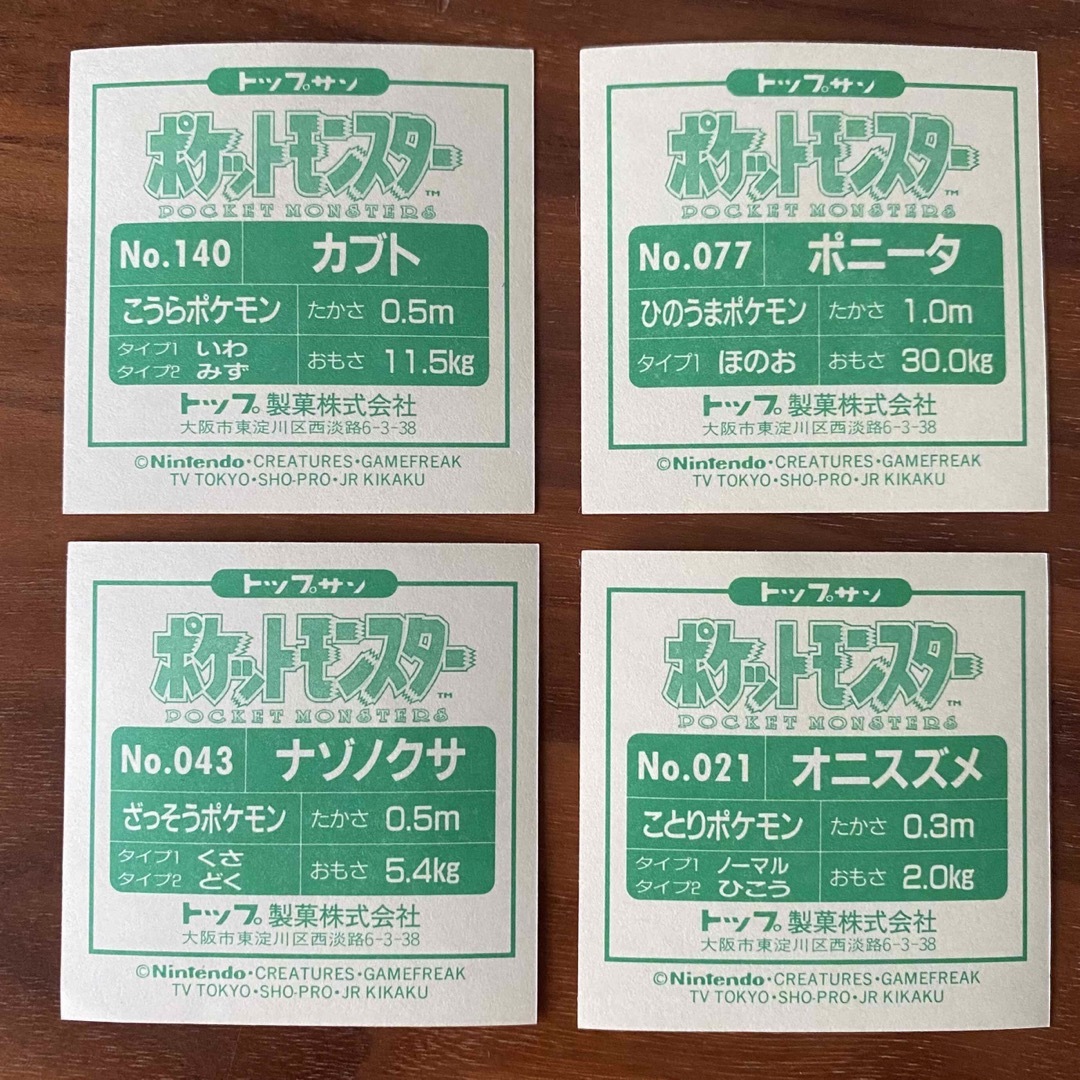 トップサン
ポケットモンスター™
POCKET MONSTERS
No.140 カブト
こうらポケモン たかさ 0.5m
タイプ1 いわ
タイプ2 みず
おもさ 11.5kg
トップ。製菓株式会社
大阪市東淀川区西淡路6-3-38
©Nintendo・CREATURES・GAMEFREAK
TV TOKYO・SHO-PRO・JR KIKAKU
トップサン
ポケットモンスター™
POCKET MONSTERS
No.077 ポニータ
ひのうまポケモン たかさ 1.0m
タイプ1 ほのお おもさ 30.0kg
トップ。製菓株式会社
大阪市東淀川区西淡路6-3-38
©Nintendo・CREATURES・GAMEFREAK
TV TOKYO・SHO-PRO・JR KIKAKU
トップサン
ポケットモンスター™
POCKET MONSTERS
No.043 ナゾノクサ
ざっそうポケモン たかさ 0.5m
タイプ1 くさ
タイプ2 どく
おもさ 5.4kg
トップ。製菓株式会社
大阪市東淀川区西淡路6-3-38
©Nintendo・CREATURES・GAMEFREAK
TV TOKYO・SHO-PRO・JR KIKAKU
トップサン
ポケットモンスター™
POCKET MONSTERS
No.021 オニスズメ
ことりポケモン たかさ 0.3m
タイプ1 ノーマル
タイプ2 ひこう
おもさ 2.0kg
トップ。製菓株式会社
大阪市東淀川区西淡路6-3-38
©Nintendo・CREATURES・GAMEFREAK
TV TOKYO・SHO-PRO・JR KIKAKU